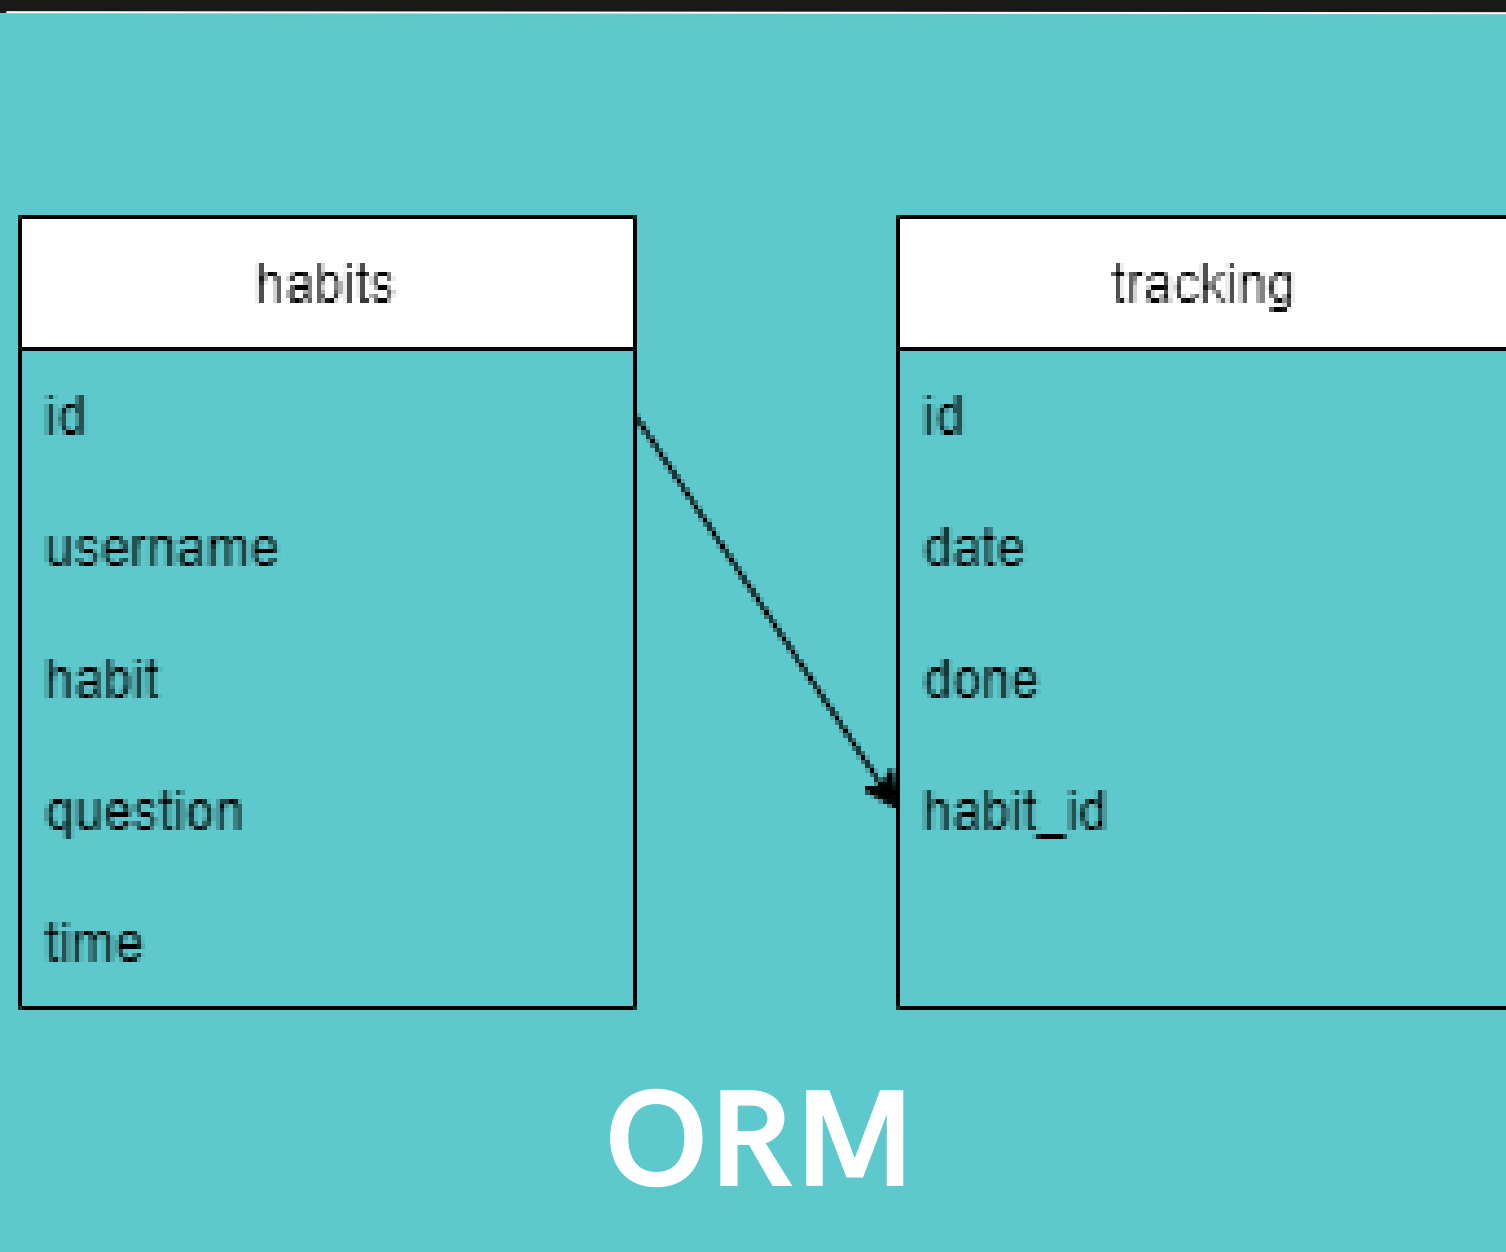 habits
id
username
habit
question
time
tracking
id
date
done
habit_id
ORM